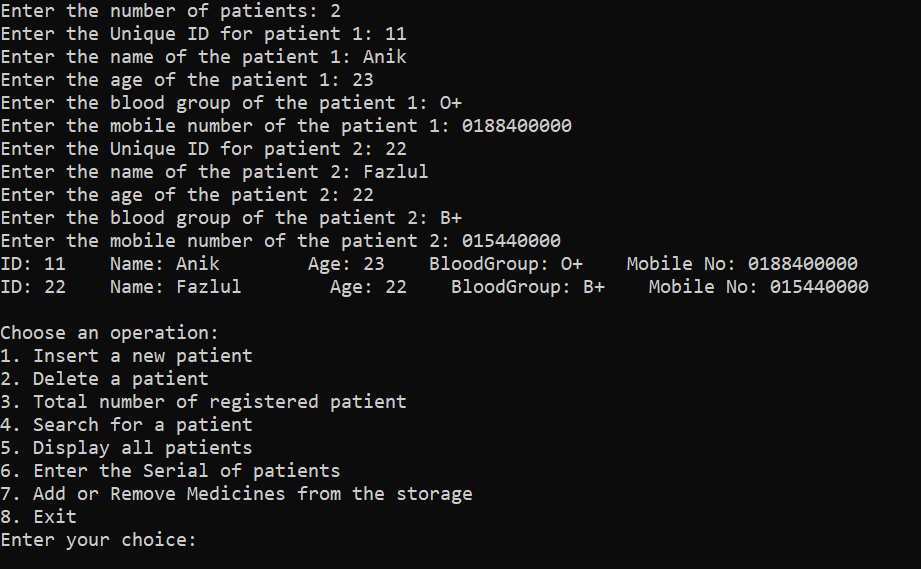 Enter the number of patients: 2
Enter the Unique ID for patient 1: 11
Enter the name of the patient 1: Anik
Enter the age of the patient 1: 23
Enter the blood group of the patient 1: O+
Enter the mobile number of the patient 1: 0188400000
Enter the Unique ID for patient 2: 22
Enter the name of the patient 2: Fazlul
Enter the age of the patient 2: 22
Enter the blood group of the patient 2: B+
Enter the mobile number of the patient 2: 015440000
ID: 11    Name: Anik        Age: 23    BloodGroup: O+    Mobile No: 0188400000
ID: 22    Name: Fazlul        Age: 22    BloodGroup: B+    Mobile No: 015440000

Choose an operation:
1. Insert a new patient
2. Delete a patient
3. Total number of registered patient
4. Search for a patient
5. Display all patients
6. Enter the Serial of patients
7. Add or Remove Medicines from the storage
8. Exit
Enter your choice: